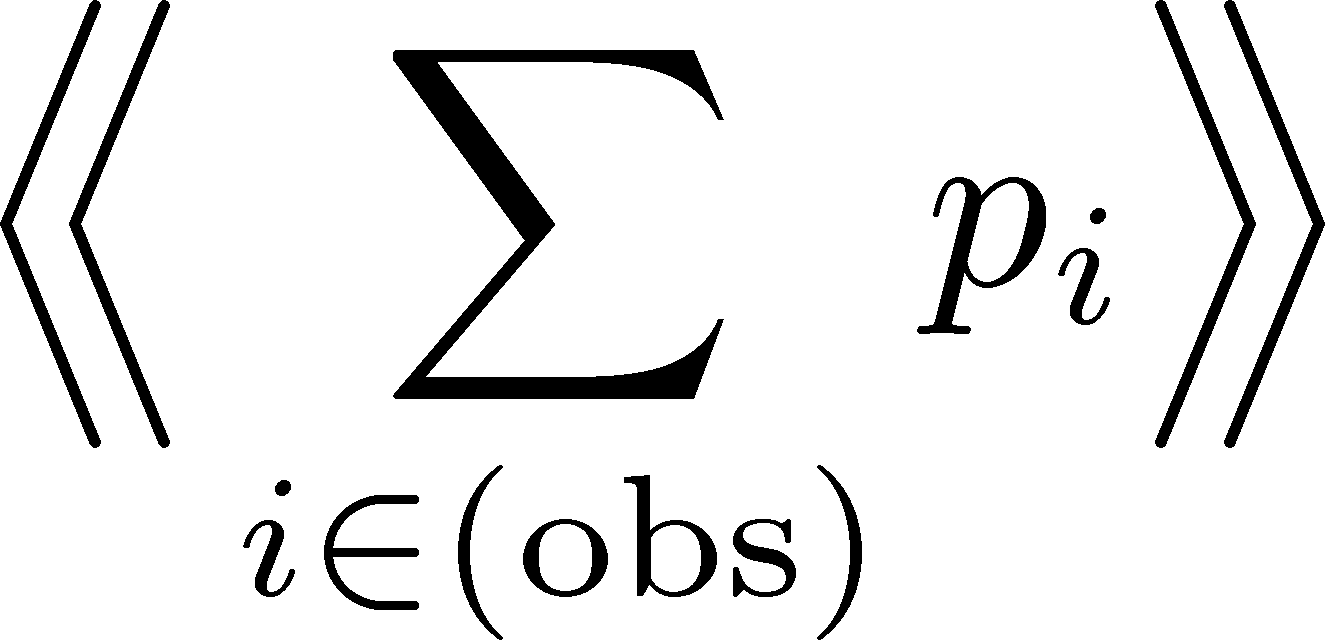 ⟪ ∑ p_i ⟫
i∈(obs)